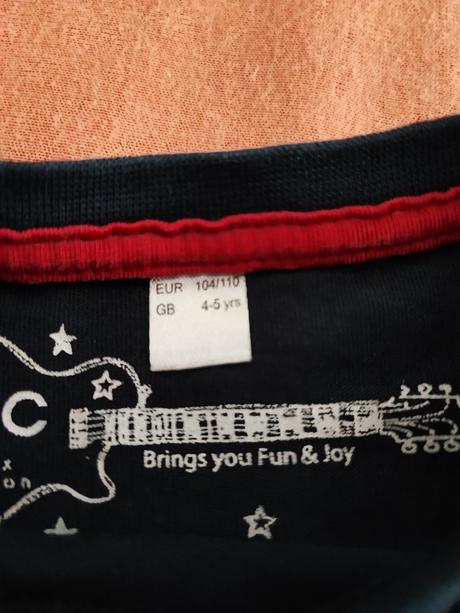 EUR 104/110
GB 4-5 yrs
C
Brings you Fun & Joy